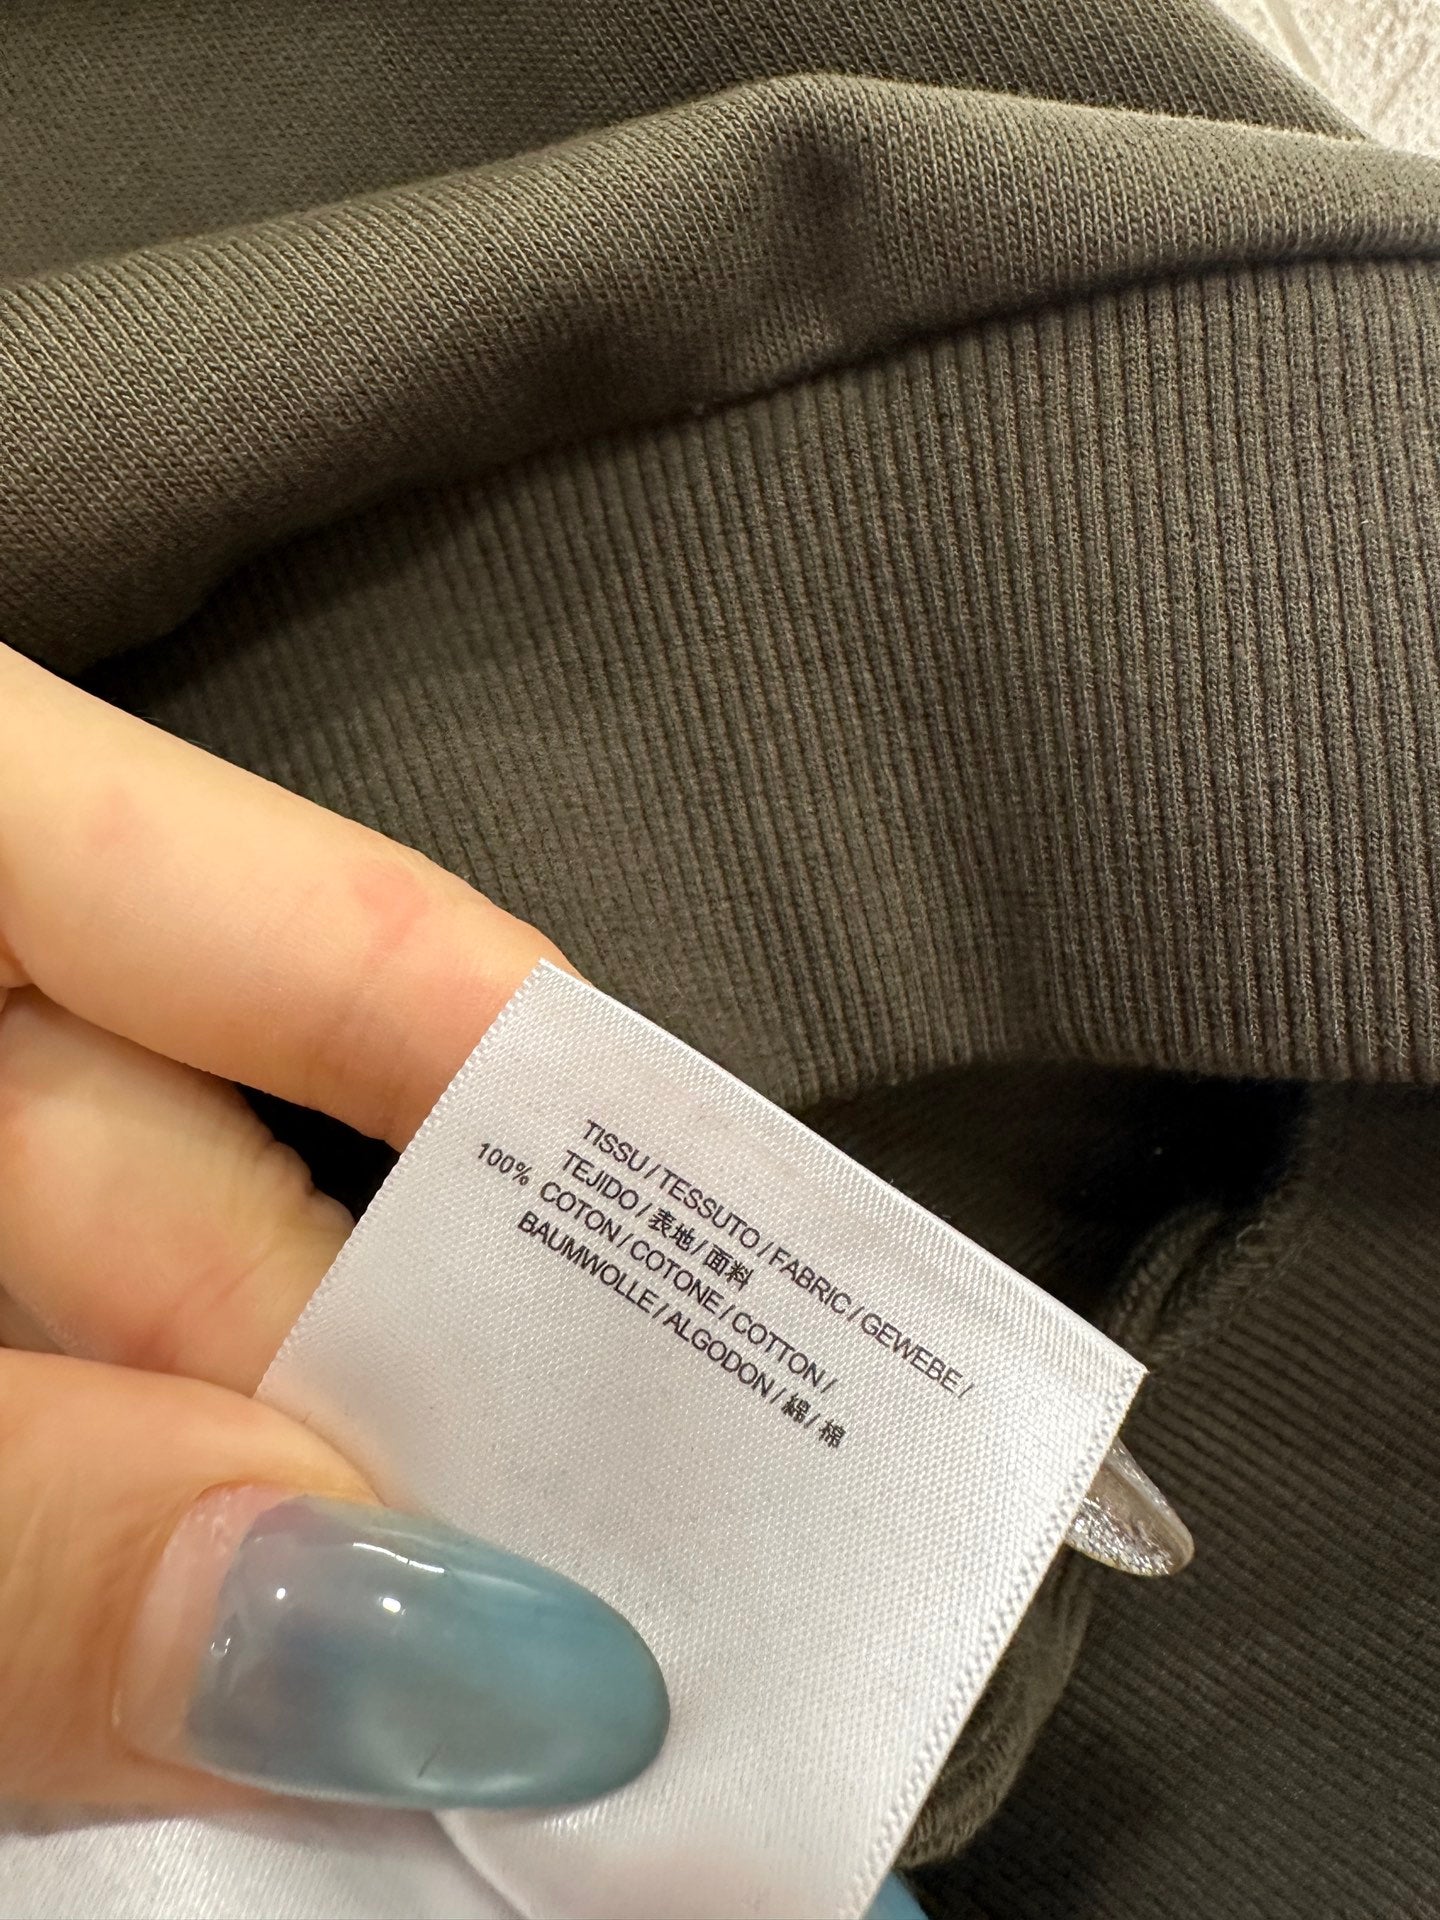 TISSU / TESSUTO / FABRIC / GEWEBE /
TEJIDO / 表地 / 面料
100% COTON / COTONE / COTTON /
BAUMWOLLE / ALGODON / 綿 / 棉